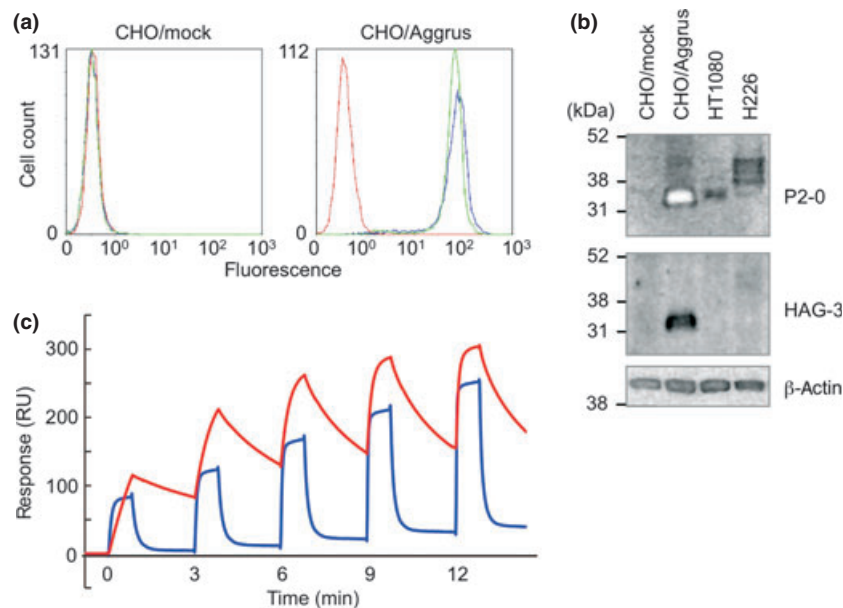 (a)
CHO/mock
CHO/Aggrus
131
112
Cell count
0
0
0 10⁰ 10¹ 10² 10³
0 10⁰ 10¹ 10² 10³
Fluorescence
(b)
CHO/mock
CHO/Aggrus
HT1080
H226
(kDa)
52
38
31
P2-0
52
38
31
HAG-3
β-Actin
38
(c)
300
200
100
0
Response (RU)
0 3 6 9 12
Time (min)